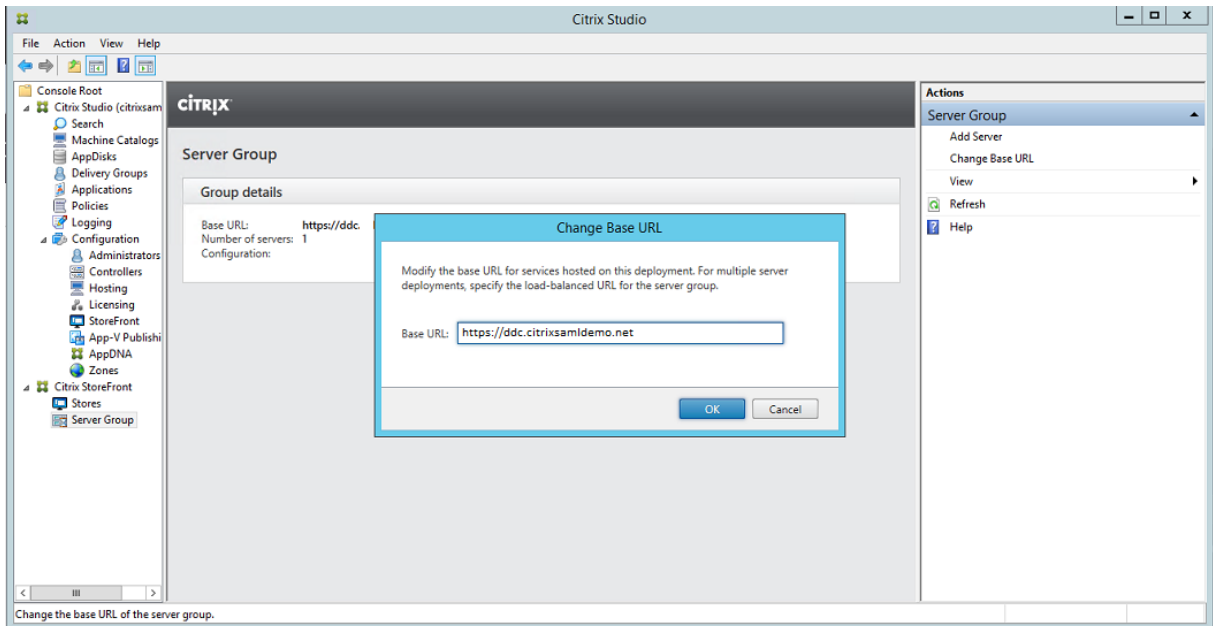 Citrix Studio
File Action View Help
Console Root
Citrix Studio (citrixsam
Search
Machine Catalogs
AppDisks
Delivery Groups
Applications
Policies
Logging
Configuration
Administrators
Controllers
Hosting
Licensing
StoreFront
App-V Publishi
AppDNA
Zones
Citrix StoreFront
Stores
Server Group
CİTRIX
Server Group
Group details
Base URL: https://ddc.
Number of servers: 1
Configuration:
Change Base URL
Modify the base URL for services hosted on this deployment. For multiple server
deployments, specify the load-balanced URL for the server group.
Base URL: https://ddc.citrixsamldemo.net
OK Cancel
Actions
Server Group
Add Server
Change Base URL
View
Refresh
Help
Change the base URL of the server group.